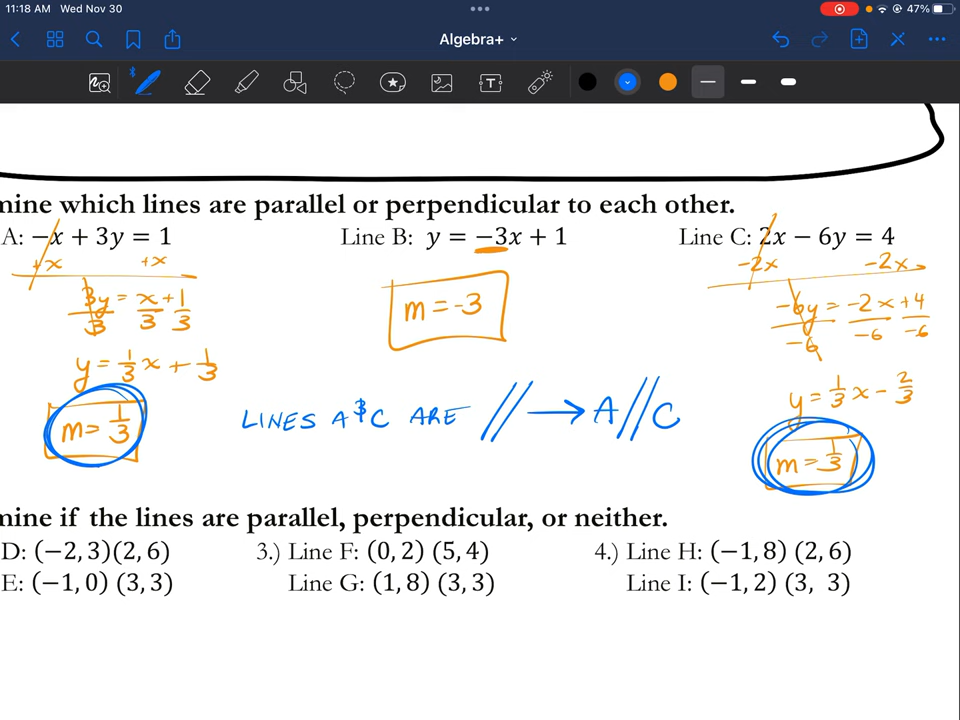 11:18 AM Wed Nov 30
47%
Algebra+
T
mine which lines are parallel or perpendicular to each other.
A: −x + 3y = 1
Line B: y = −3x + 1
Line C: 2x − 6y = 4
+x +x
-2x -2x
3y = x + 1
3 3 3
m = -3
-6y = -2x + 4
-6 -6 -6
y = 1/3 x + 1/3
y = 1/3 x - 2/3
m = 1/3
LINES A & C ARE // → A // C
m = 1/3
mine if the lines are parallel, perpendicular, or neither.
D: (−2, 3)(2, 6)
3.) Line F: (0, 2) (5, 4)
4.) Line H: (−1, 8) (2, 6)
E: (−1, 0) (3, 3)
Line G: (1, 8) (3, 3)
Line I: (−1, 2) (3, 3)